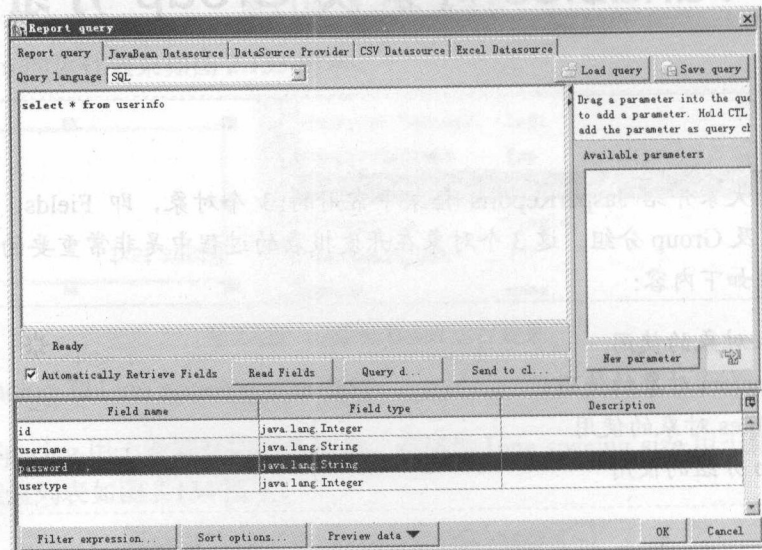 Report query
Report query JavaBean Datasource DataSource Provider CSV Datasource Excel Datasource
Query language SQL
Load query Save query
select * from userinfo
Drag a parameter into the que
to add a parameter. Hold CTL
add the parameter as query ch
Available parameters
Ready
New parameter
Automatically Retrieve Fields Read Fields Query d... Send to cl...
Field name Field type Description
id java.lang.Integer
username java.lang.String
password java.lang.String
usertype java.lang.Integer
Filter expression... Sort options... Preview data OK Cancel